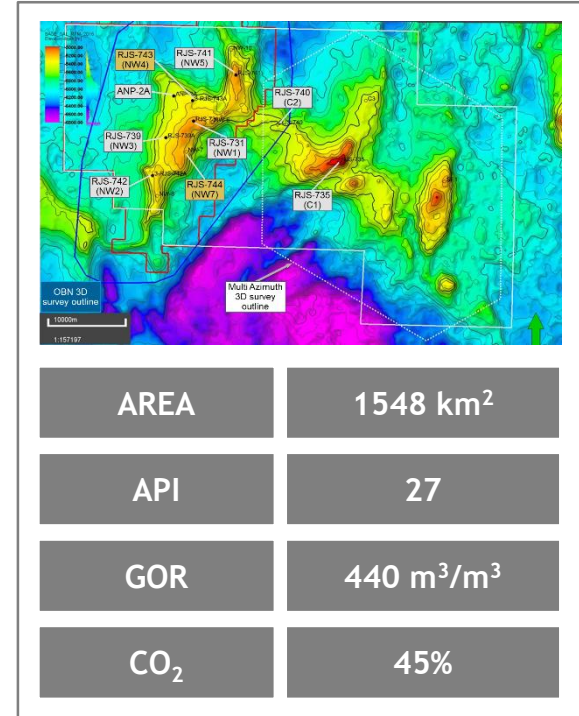 RJS-743
(NW4)
RJS-741
(NW5)
ANP-2A
RJS-740
(C2)
RJS-739
(NW3)
RJS-731
(NW1)
RJS-742
(NW2)
RJS-744
(NW7)
RJS-735
(C1)
OBN 3D
survey outline
Multi Azimuth
3D survey
outline
10000m
1:157197
AREA
1548 km²
API
27
GOR
440 m³/m³
CO₂
45%